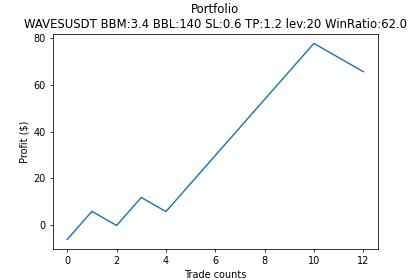 Portfolio
WAVESUSDT BBM:3.4 BBL:140 SL:0.6 TP:1.2 lev:20 WinRatio:62.0
80
60
40
20
0
Profit ($)
0 2 4 6 8 10 12
Trade counts